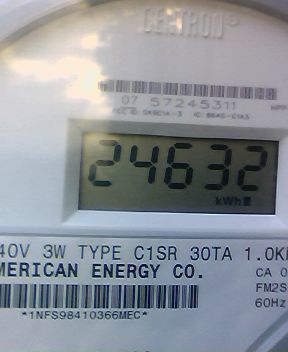 CENTRON®
07 57245311
24632
kWh
40V 3W TYPE C1SR 30TA 1.0K
MERICAN ENERGY CO.
CA 0
FM2S
60Hz
*1NFS98410366MEC*